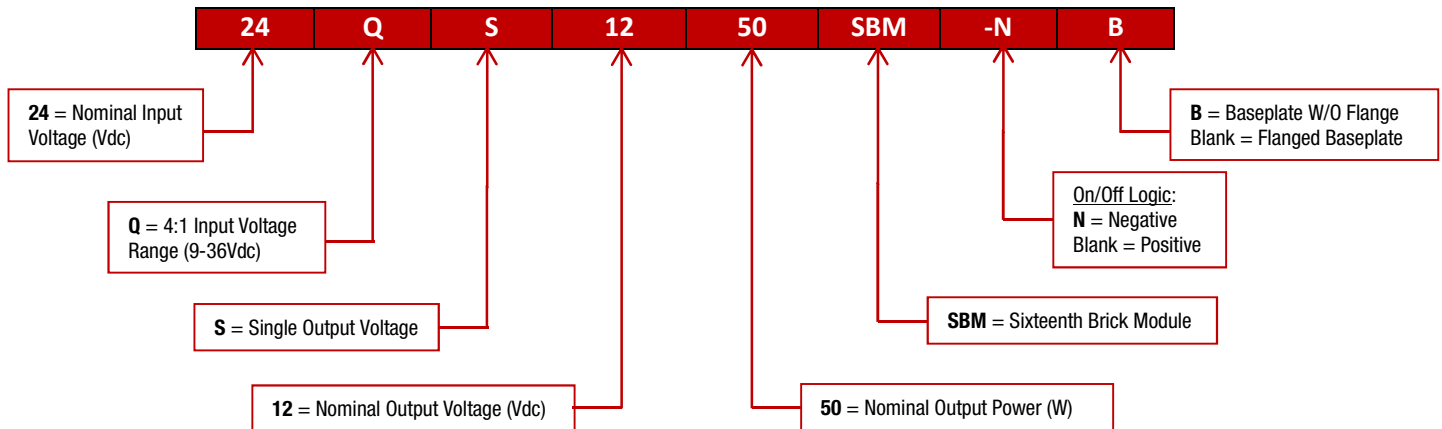 24 Q S 12 50 SBM -N B
24 = Nominal Input
Voltage (Vdc)
B = Baseplate W/O Flange
Blank = Flanged Baseplate
Q = 4:1 Input Voltage
Range (9-36Vdc)
On/Off Logic:
N = Negative
Blank = Positive
S = Single Output Voltage
SBM = Sixteenth Brick Module
12 = Nominal Output Voltage (Vdc)
50 = Nominal Output Power (W)